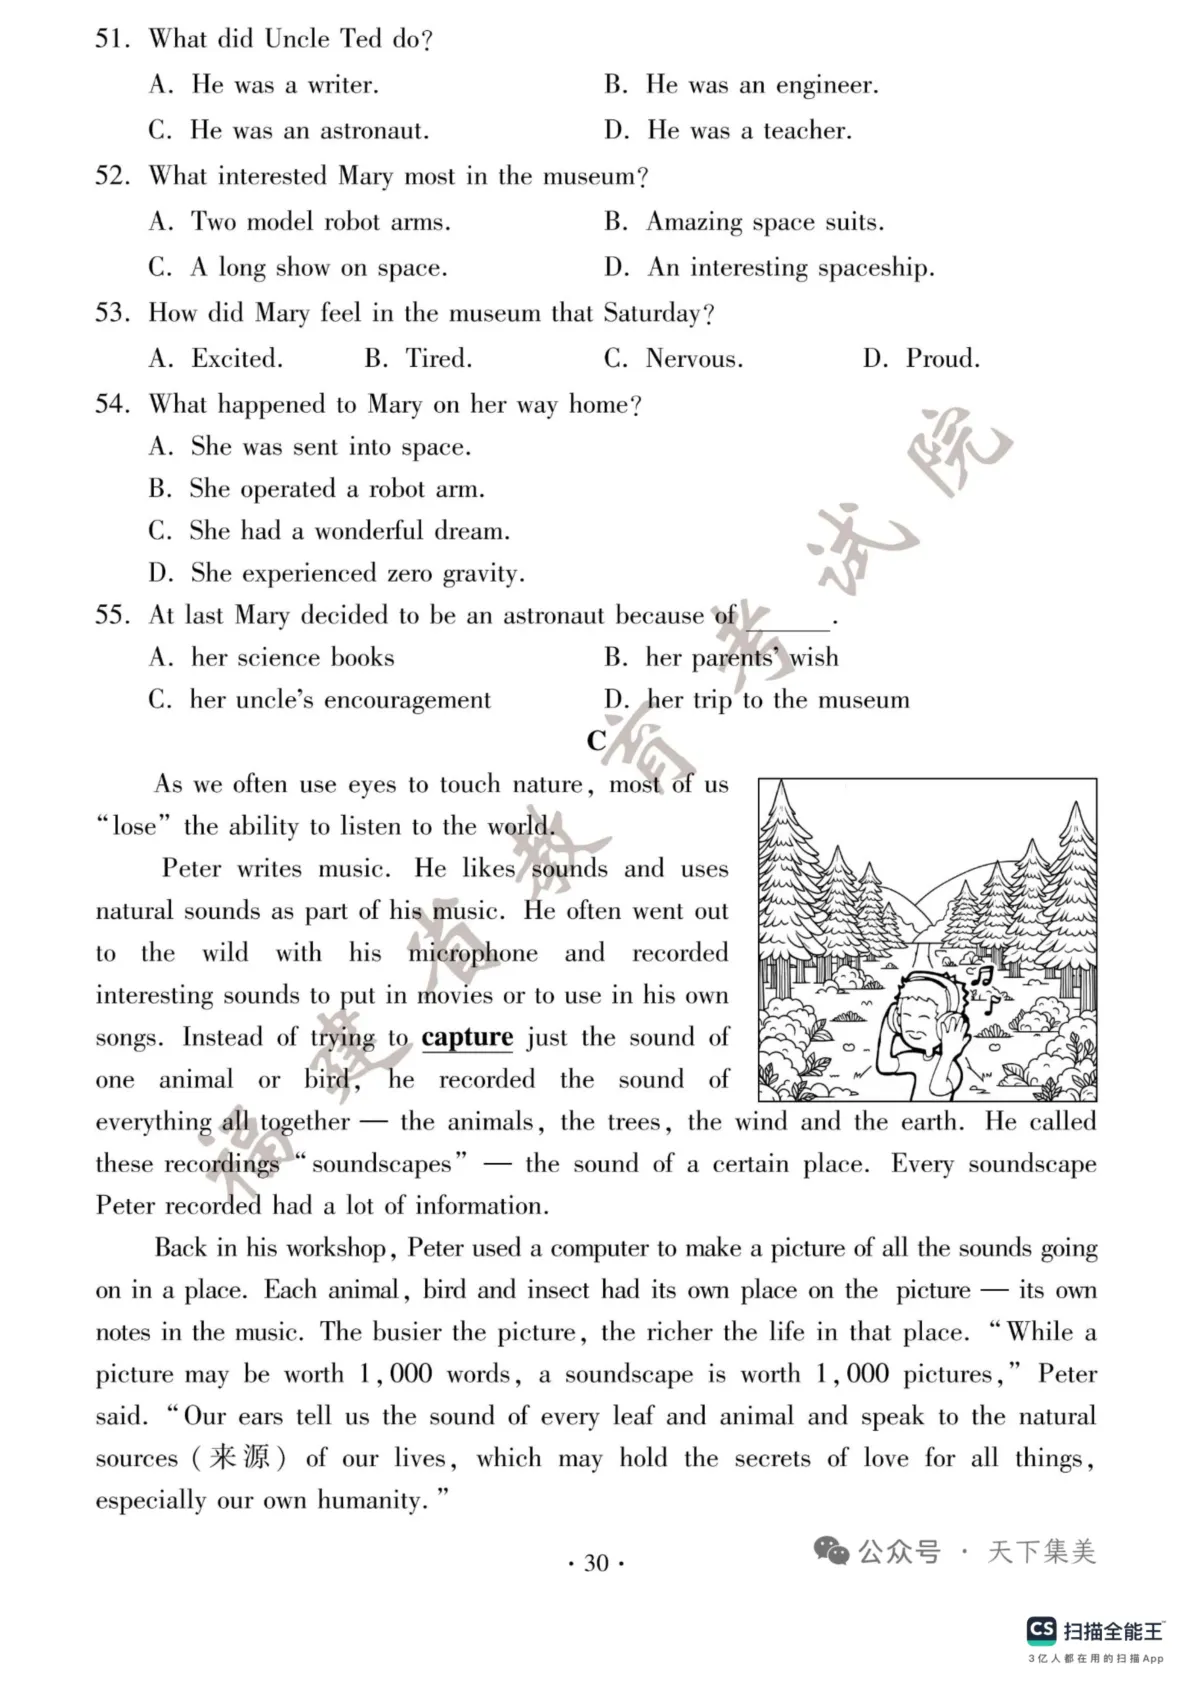 51. What did Uncle Ted do?
A. He was a writer. B. He was an engineer.
C. He was an astronaut. D. He was a teacher.
52. What interested Mary most in the museum?
A. Two model robot arms. B. Amazing space suits.
C. A long show on space. D. An interesting spaceship.
53. How did Mary feel in the museum that Saturday?
A. Excited. B. Tired. C. Nervous. D. Proud.
54. What happened to Mary on her way home?
A. She was sent into space.
B. She operated a robot arm.
C. She had a wonderful dream.
D. She experienced zero gravity.
55. At last Mary decided to be an astronaut because of ______.
A. her science books B. her parents' wish
C. her uncle's encouragement D. her trip to the museum
C
As we often use eyes to touch nature, most of us
"lose" the ability to listen to the world.
Peter writes music. He likes sounds and uses
natural sounds as part of his music. He often went out
to the wild with his microphone and recorded
interesting sounds to put in movies or to use in his own
songs. Instead of trying to capture just the sound of
one animal or bird, he recorded the sound of
everything all together — the animals, the trees, the wind and the earth. He called
these recordings "soundscapes" — the sound of a certain place. Every soundscape
Peter recorded had a lot of information.
Back in his workshop, Peter used a computer to make a picture of all the sounds going
on in a place. Each animal, bird and insect had its own place on the picture — its own
notes in the music. The busier the picture, the richer the life in that place. "While a
picture may be worth 1,000 words, a soundscape is worth 1,000 pictures," Peter
said. "Our ears tell us the sound of every leaf and animal and speak to the natural
sources (来源) of our lives, which may hold the secrets of love for all things,
especially our own humanity."
· 30 ·
福建省教育考试院
公众号 · 天下集美
CS 扫描全能王™
3亿人都在用的扫描App